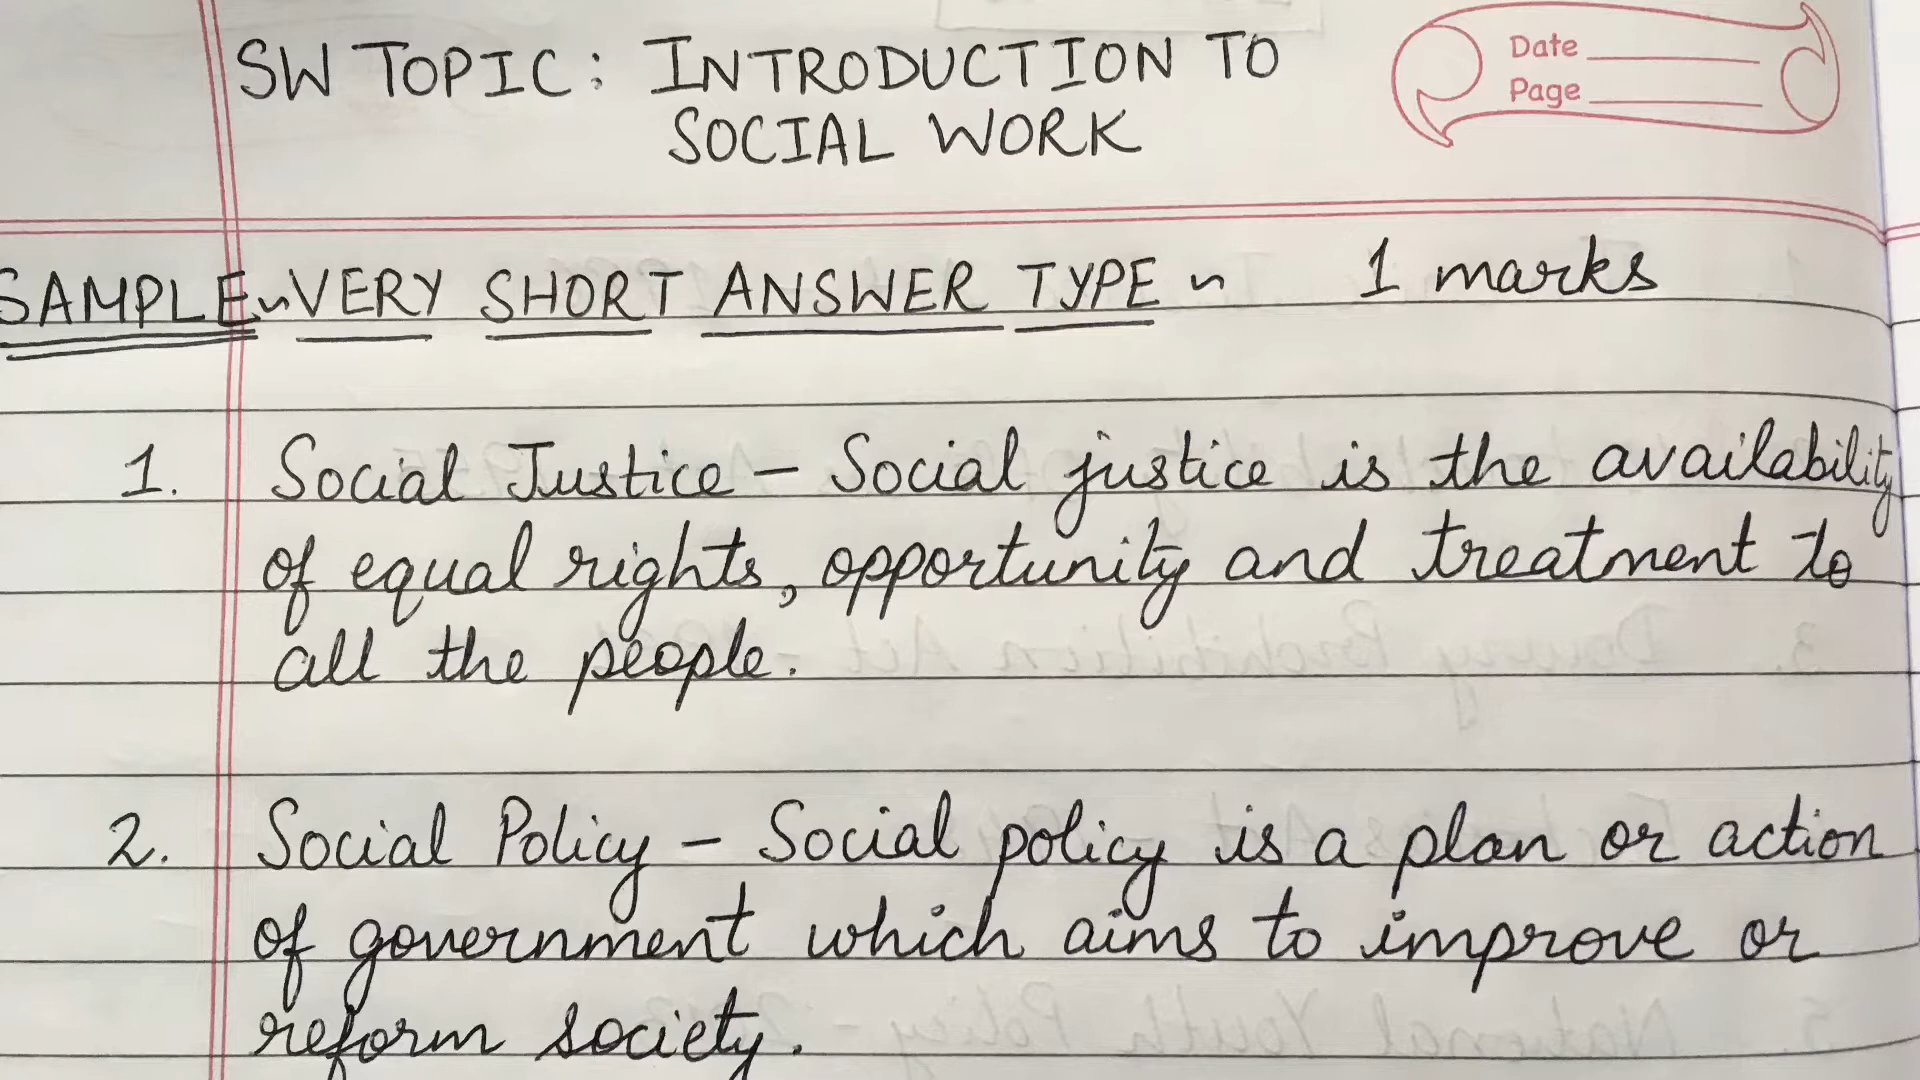 SW TOPIC: INTRODUCTION TO
SOCIAL WORK
Date
Page
SAMPLE ~ VERY SHORT ANSWER TYPE ~ 1 marks
1. Social Justice - Social justice is the availability
of equal rights, opportunity and treatment to
all the people.
2. Social Policy - Social policy is a plan or action
of government which aims to improve or
reform society.